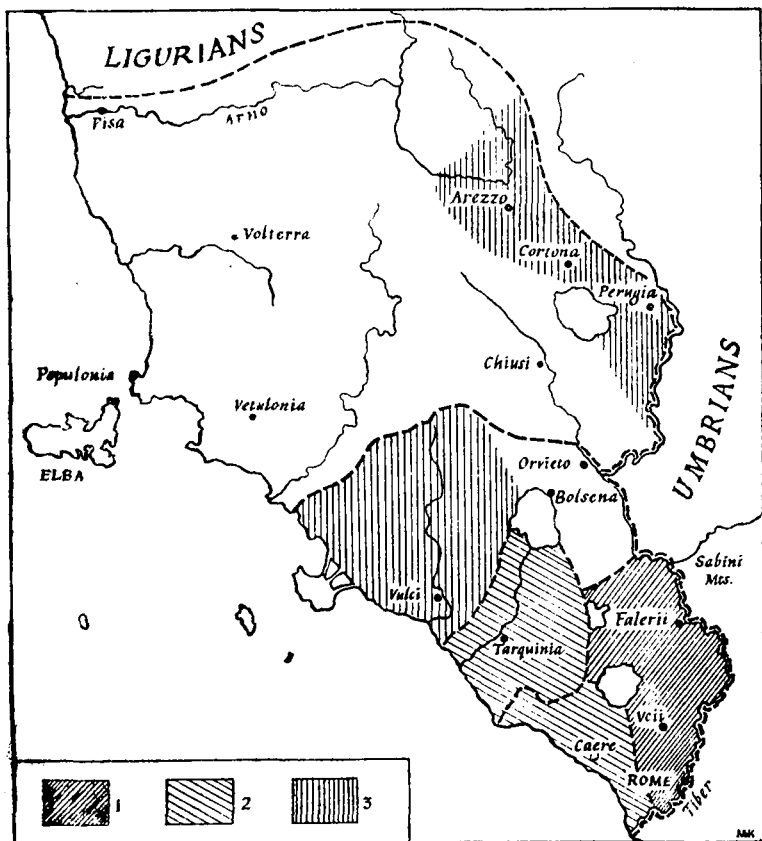 LIGURIANS
Pisa
ARNO
Arezzo
Volterra
Cortona
Perugia
Chiusi
UMBRIANS
Populonia
Vetulonia
ELBA
Orvieto
Bolsena
Sabini
Mts.
Vulci
Falerii
Tarquinia
Veii
Caere
ROME
Tiber
1
2
3